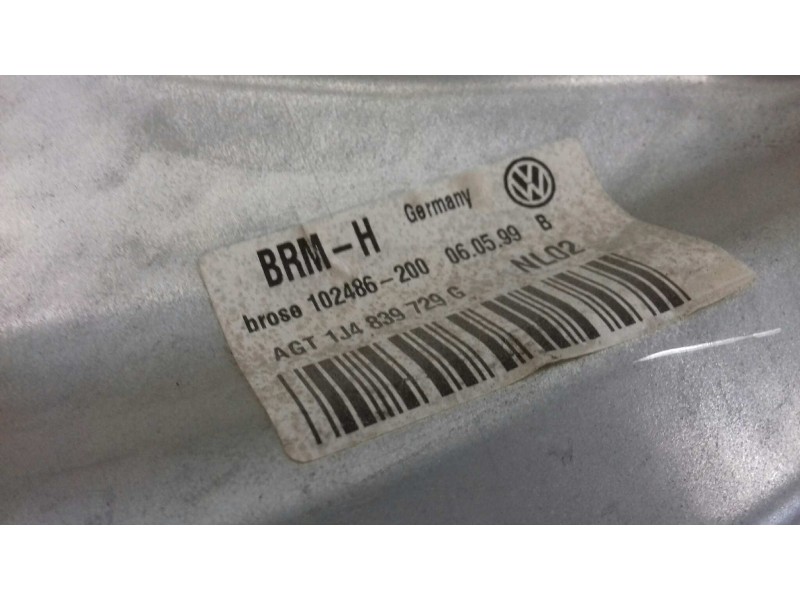 BRM-H Germany
brose 102486-200 06.05.99 B
AGT 1J4 839 729 G NL02
H